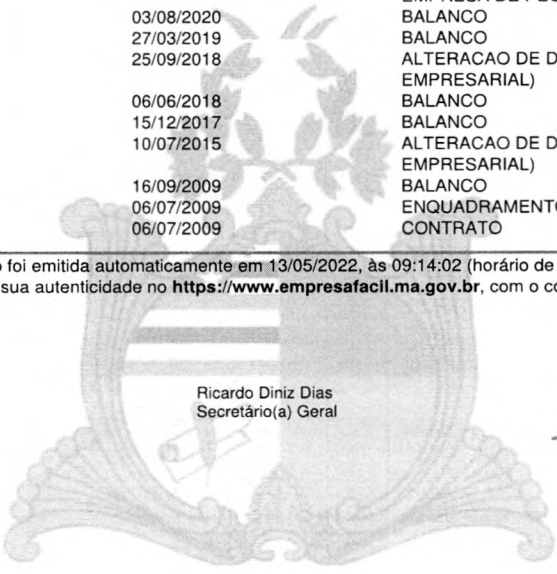 EMPRESA DE
03/08/2020 BALANCO
27/03/2019 BALANCO
25/09/2018 ALTERACAO DE D
EMPRESARIAL)
06/06/2018 BALANCO
15/12/2017 BALANCO
10/07/2015 ALTERACAO DE D
EMPRESARIAL)
16/09/2009 BALANCO
06/07/2009 ENQUADRAMENTO
06/07/2009 CONTRATO
foi emitida automaticamente em 13/05/2022, às 09:14:02 (horário de
sua autenticidade no https://www.empresafacil.ma.gov.br, com o
Ricardo Diniz Dias
Secretário(a) Geral